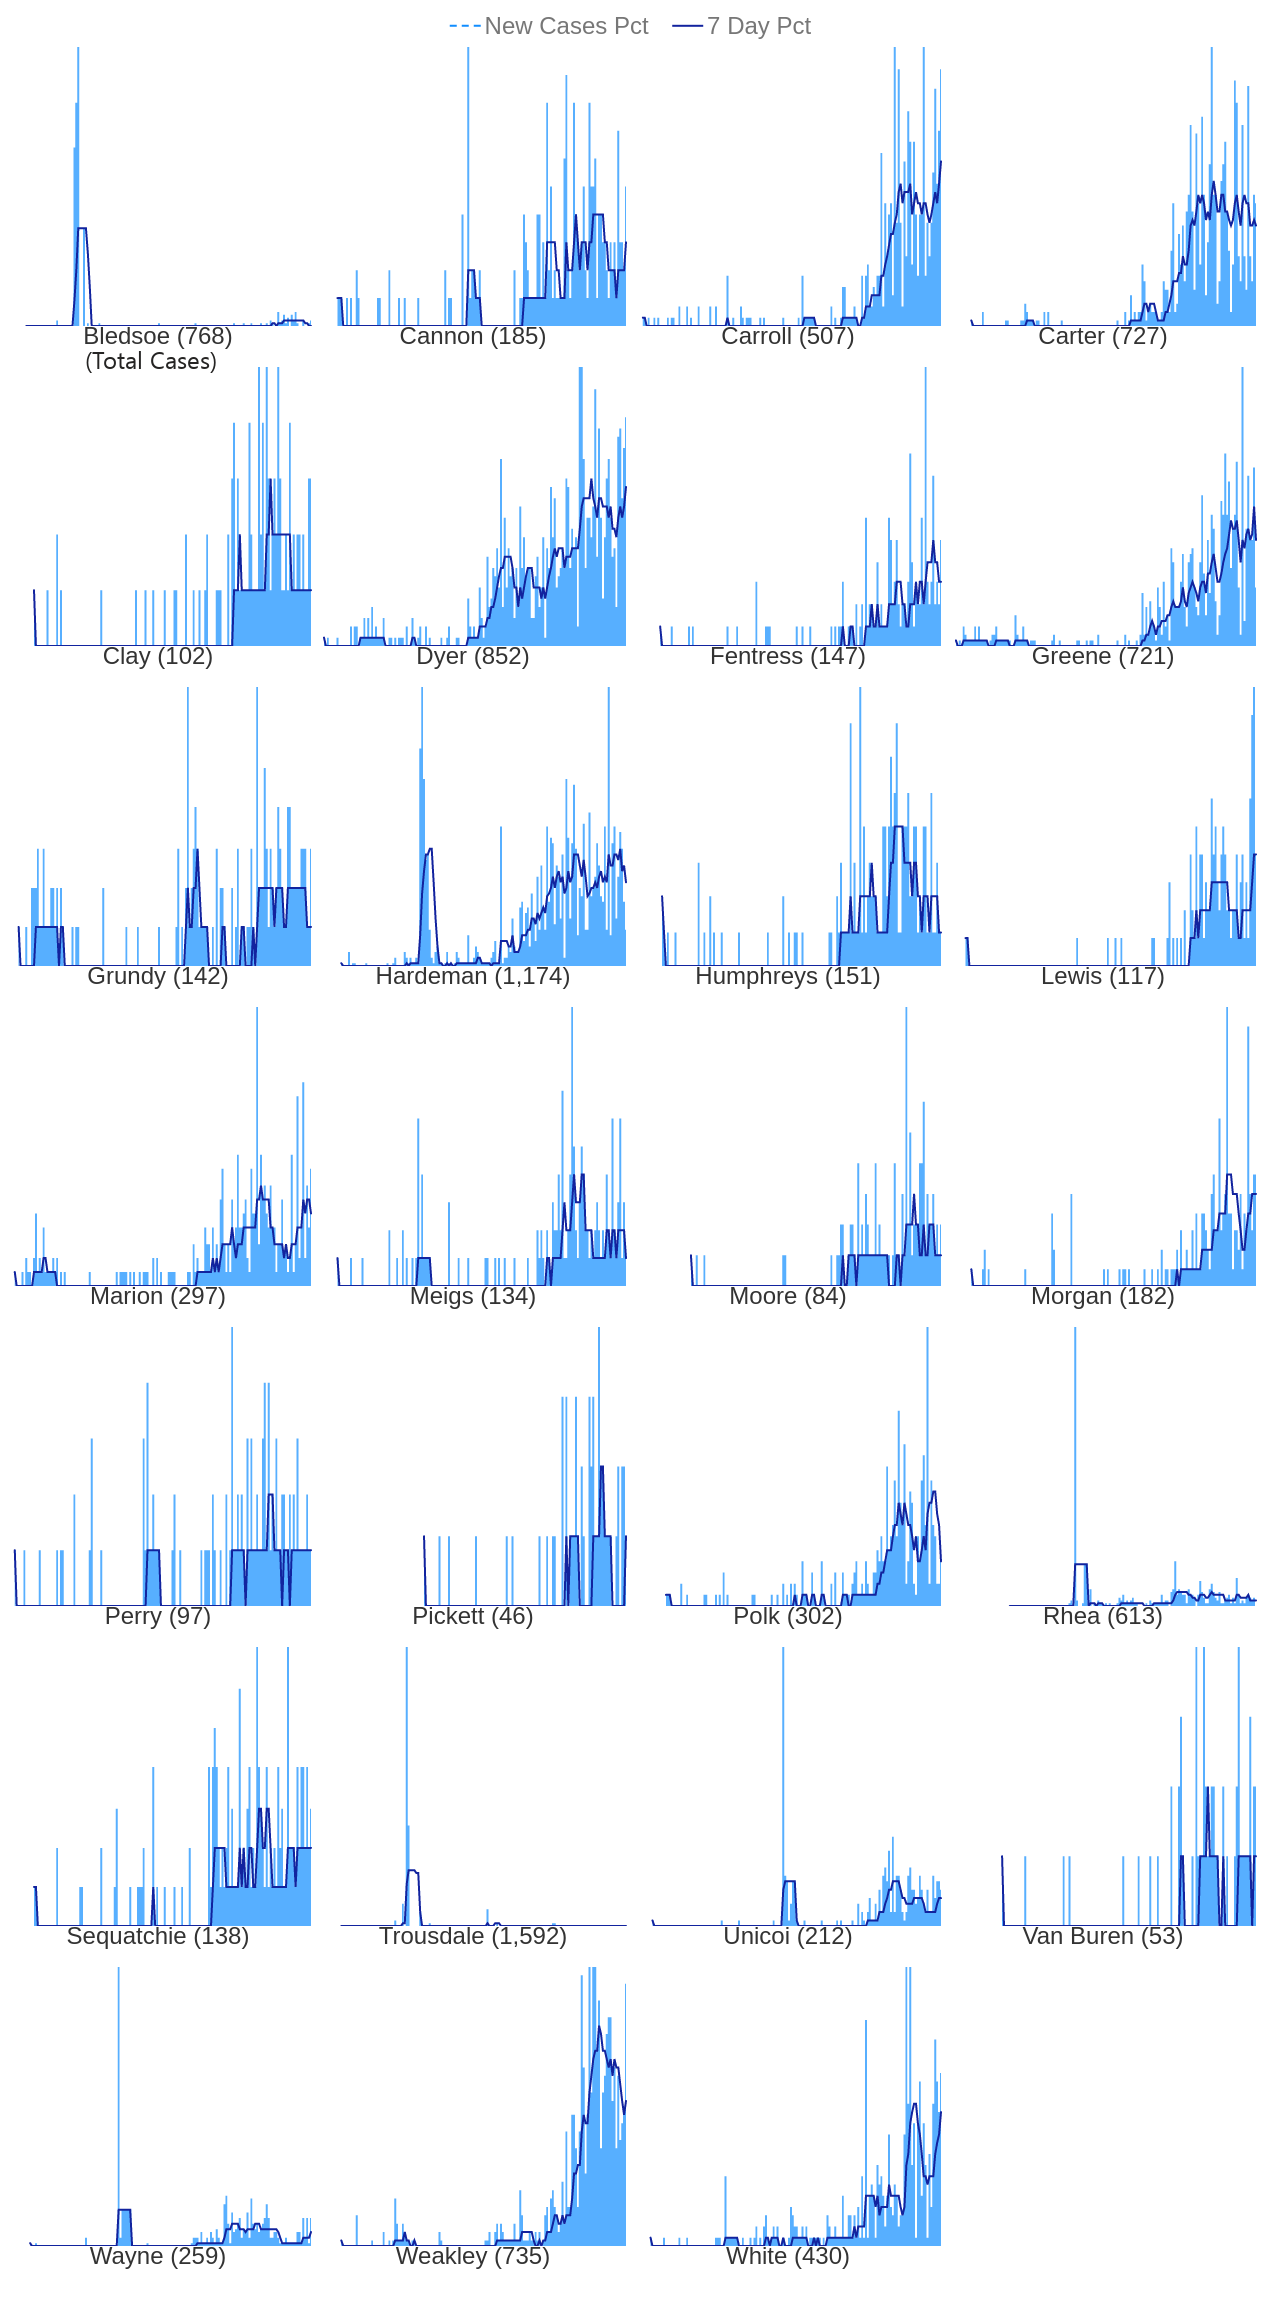 New Cases Pct 7 Day Pct
Bledsoe (768) Cannon (185) Carroll (507) Carter (727)
(Total Cases)
Clay (102) Dyer (852) Fentress (147) Greene (721)
Grundy (142) Hardeman (1,174) Humphreys (151) Lewis (117)
Marion (297) Meigs (134) Moore (84) Morgan (182)
Perry (97) Pickett (46) Polk (302) Rhea (613)
Sequatchie (138) Trousdale (1,592) Unicoi (212) Van Buren (53)
Wayne (259) Weakley (735) White (430)